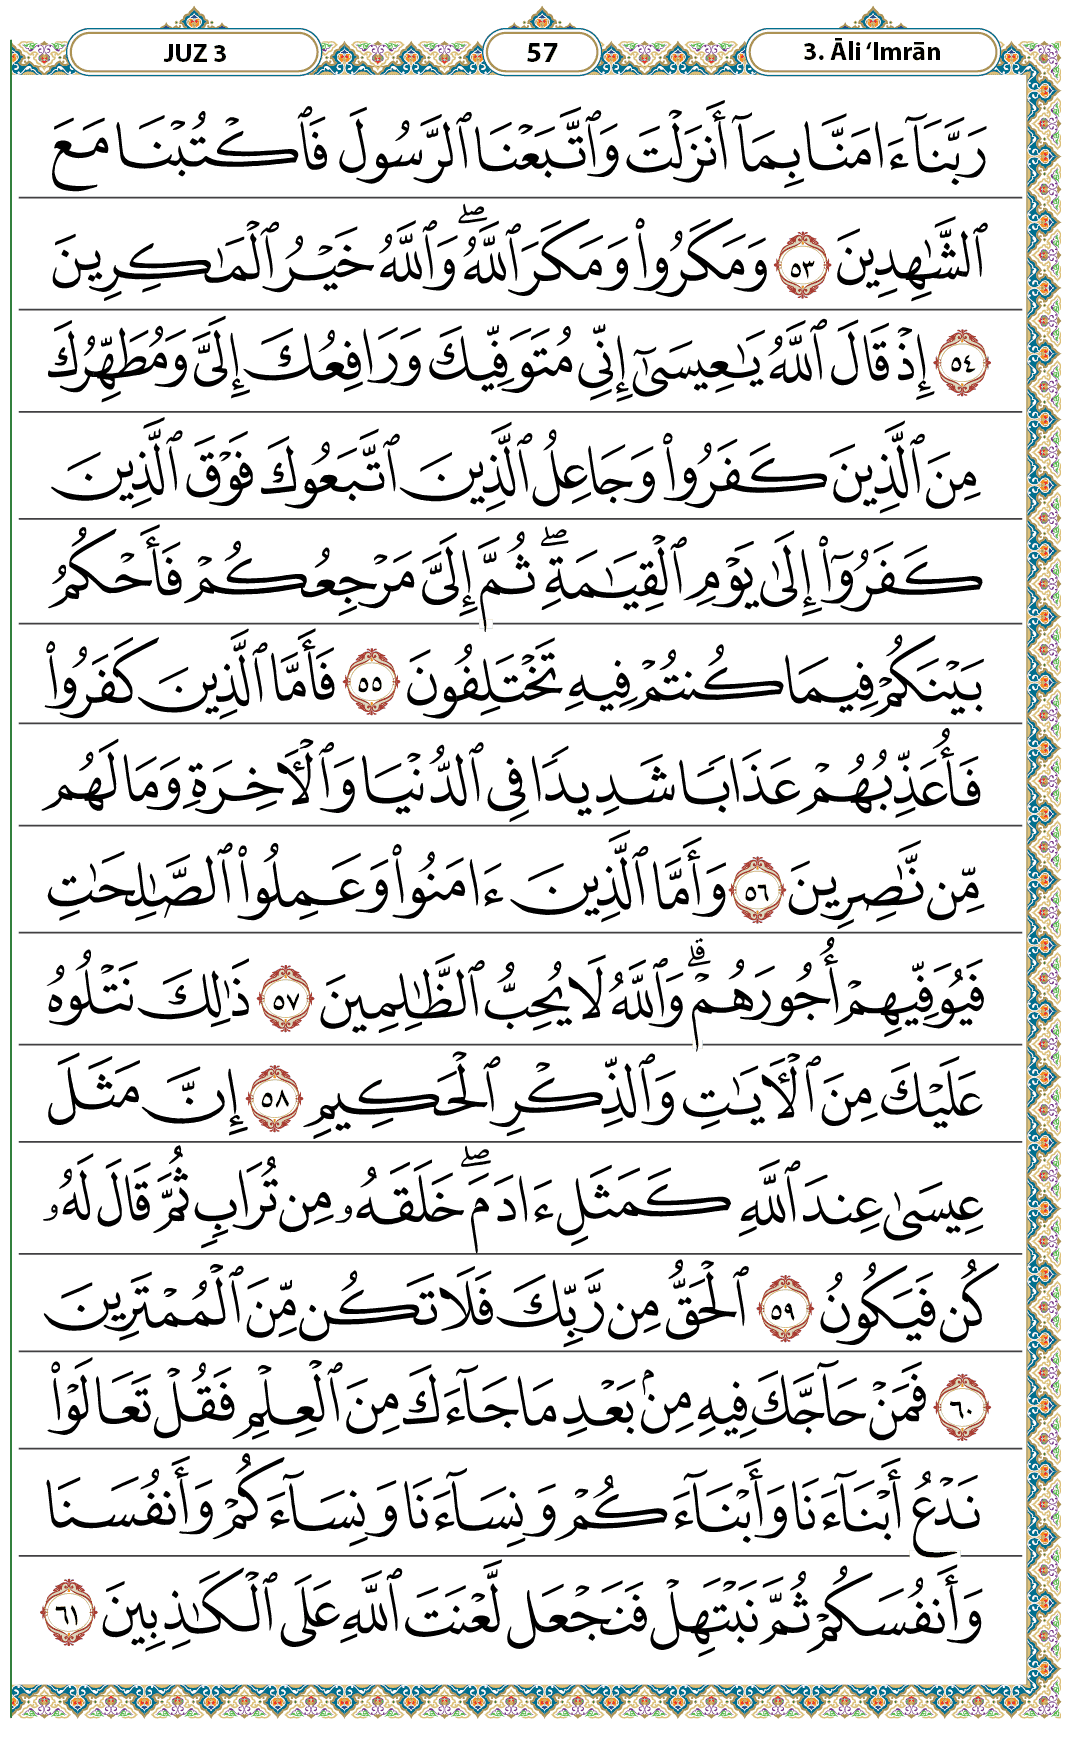 JUZ 3 57 3. Āli ‘Imrān
رَبَّنَآ ءَامَنَّا بِمَآ أَنزَلْتَ وَٱتَّبَعْنَا ٱلرَّسُولَ فَٱكْتُبْنَا مَعَ
ٱلشَّٰهِدِينَ ٥٣ وَمَكَرُوا۟ وَمَكَرَ ٱللَّهُ ۖ وَٱللَّهُ خَيْرُ ٱلْمَٰكِرِينَ
٥٤ إِذْ قَالَ ٱللَّهُ يَٰعِيسَىٰٓ إِنِّى مُتَوَفِّيكَ وَرَافِعُكَ إِلَىَّ وَمُطَهِّرُكَ
مِنَ ٱلَّذِينَ كَفَرُوا۟ وَجَاعِلُ ٱلَّذِينَ ٱتَّبَعُوكَ فَوْقَ ٱلَّذِينَ
كَفَرُوٓا۟ إِلَىٰ يَوْمِ ٱلْقِيَٰمَةِ ۖ ثُمَّ إِلَىَّ مَرْجِعُكُمْ فَأَحْكُمُ
بَيْنَكُمْ فِيمَا كُنتُمْ فِيهِ تَخْتَلِفُونَ ٥٥ فَأَمَّا ٱلَّذِينَ كَفَرُوا۟
فَأُعَذِّبُهُمْ عَذَابًا شَدِيدًا فِى ٱلدُّنْيَا وَٱلْـَٔاخِرَةِ وَمَا لَهُم
مِّن نَّٰصِرِينَ ٥٦ وَأَمَّا ٱلَّذِينَ ءَامَنُوا۟ وَعَمِلُوا۟ ٱلصَّٰلِحَٰتِ
فَيُوَفِّيهِمْ أُجُورَهُمْ ۗ وَٱللَّهُ لَا يُحِبُّ ٱلظَّٰلِمِينَ ٥٧ ذَٰلِكَ نَتْلُوهُ
عَلَيْكَ مِنَ ٱلْـَٔايَٰتِ وَٱلذِّكْرِ ٱلْحَكِيمِ ٥٨ إِنَّ مَثَلَ
عِيسَىٰ عِندَ ٱللَّهِ كَمَثَلِ ءَادَمَ ۖ خَلَقَهُۥ مِن تُرَابٍ ثُمَّ قَالَ لَهُۥ
كُن فَيَكُونُ ٥٩ ٱلْحَقُّ مِن رَّبِّكَ فَلَا تَكُن مِّنَ ٱلْمُمْتَرِينَ
٦٠ فَمَنْ حَآجَّكَ فِيهِ مِنۢ بَعْدِ مَا جَآءَكَ مِنَ ٱلْعِلْمِ فَقُلْ تَعَالَوْا۟
نَدْعُ أَبْنَآءَنَا وَأَبْنَآءَكُمْ وَنِسَآءَنَا وَنِسَآءَكُمْ وَأَنفُسَنَا
وَأَنفُسَكُمْ ثُمَّ نَبْتَهِلْ فَنَجْعَل لَّعْنَتَ ٱللَّهِ عَلَى ٱلْكَٰذِبِينَ ٦١